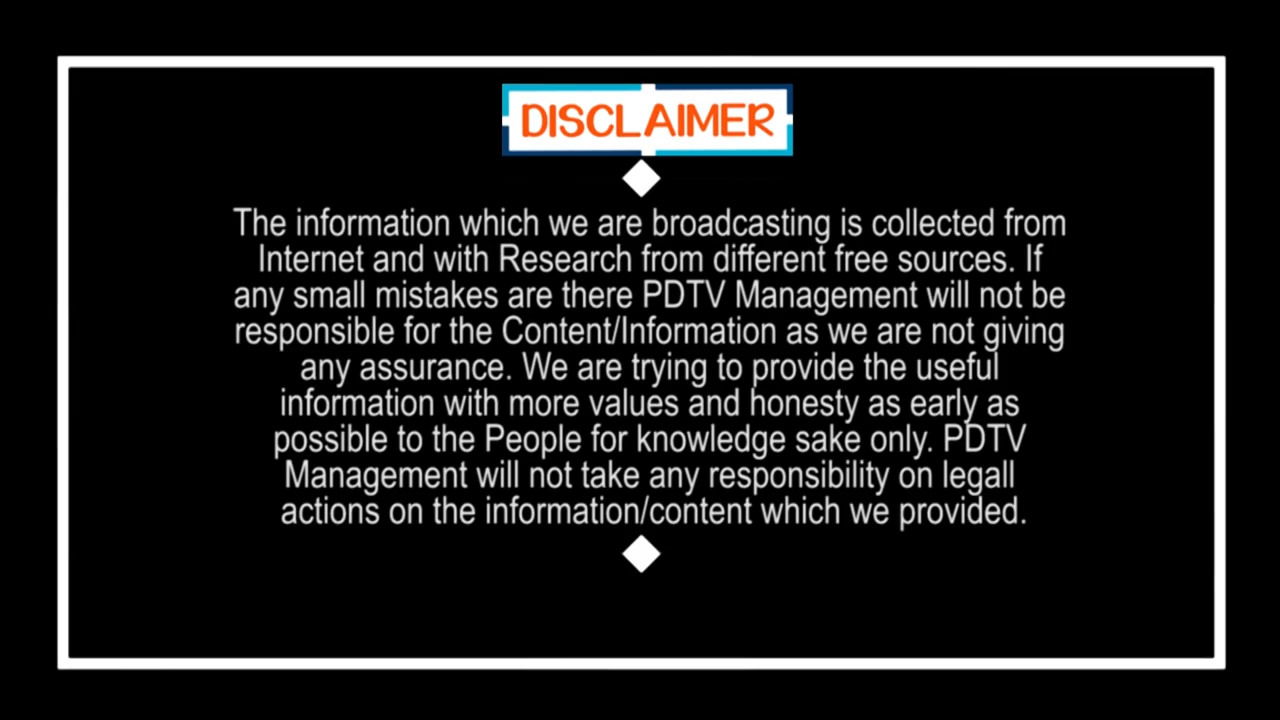 DISCLAIMER
The information which we are broadcasting is collected from
Internet and with Research from different free sources. If
any small mistakes are there PDTV Management will not be
responsible for the Content/Information as we are not giving
any assurance. We are trying to provide the useful
information with more values and honesty as early as
possible to the People for knowledge sake only. PDTV
Management will not take any responsibility on legall
actions on the information/content which we provided.